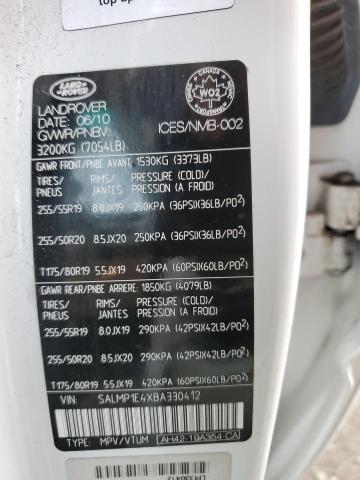 top up
LAND ROVER
CANADA
WO2
LANDROVER
DATE: 06/10
GVWR/PNBV:
ICES/NMB-002
3200KG (7054LB)
GAWR FRONT/PNBE AVANT 1530KG (3373LB)
TIRES/ RIMS/ PRESSURE (COLD)/
PNEUS JANTES PRESSION (A FROID)
255/55R19 8.0JX19 250KPA (36PSI)(36LB/PO²)
255/50R20 8.5JX20 250KPA (36PSI)(36LB/PO²)
T175/80R19 5.5JX19 420KPA (60PSI)(60LB/PO²)
GAWR REAR/PNBE ARRIERE: 1850KG (4079LB)
TIRES/ RIMS/ PRESSURE (COLD)/
PNEUS JANTES PRESSION (A FROID)
255/55R19 8.0JX19 290KPA (42PSI)(42LB/PO²)
255/50R20 8.5JX20 290KPA (42PSI)(42LB/PO²)
T175/80R19 5.5JX19 420KPA (60PSI)(60LB/PO²)
VIN: SALMP1E4XBA330412
TYPE: MPV/VTUM AH42-19A354-CA
LM330412